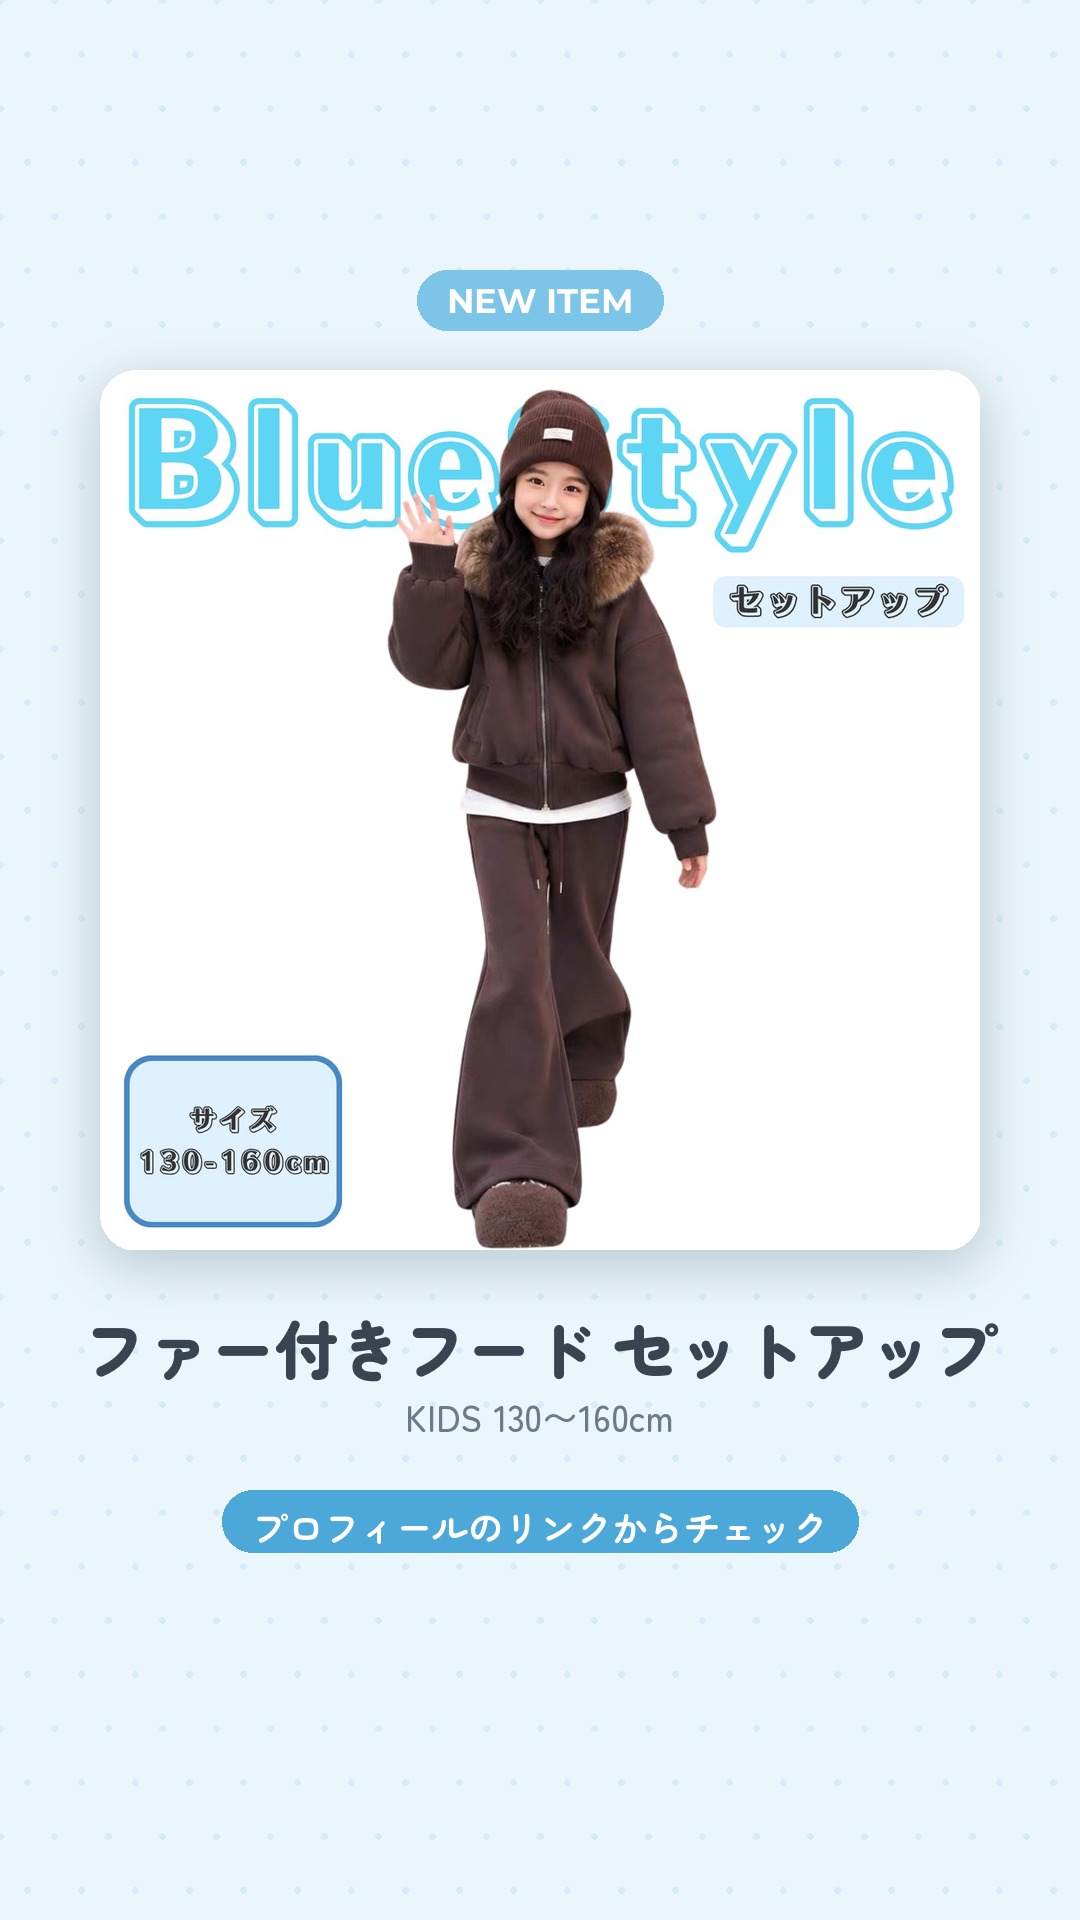 NEW ITEM
Blue Style
セットアップ
サイズ
130-160cm
ファー付きフード セットアップ
KIDS 130〜160cm
プロフィールのリンクからチェック